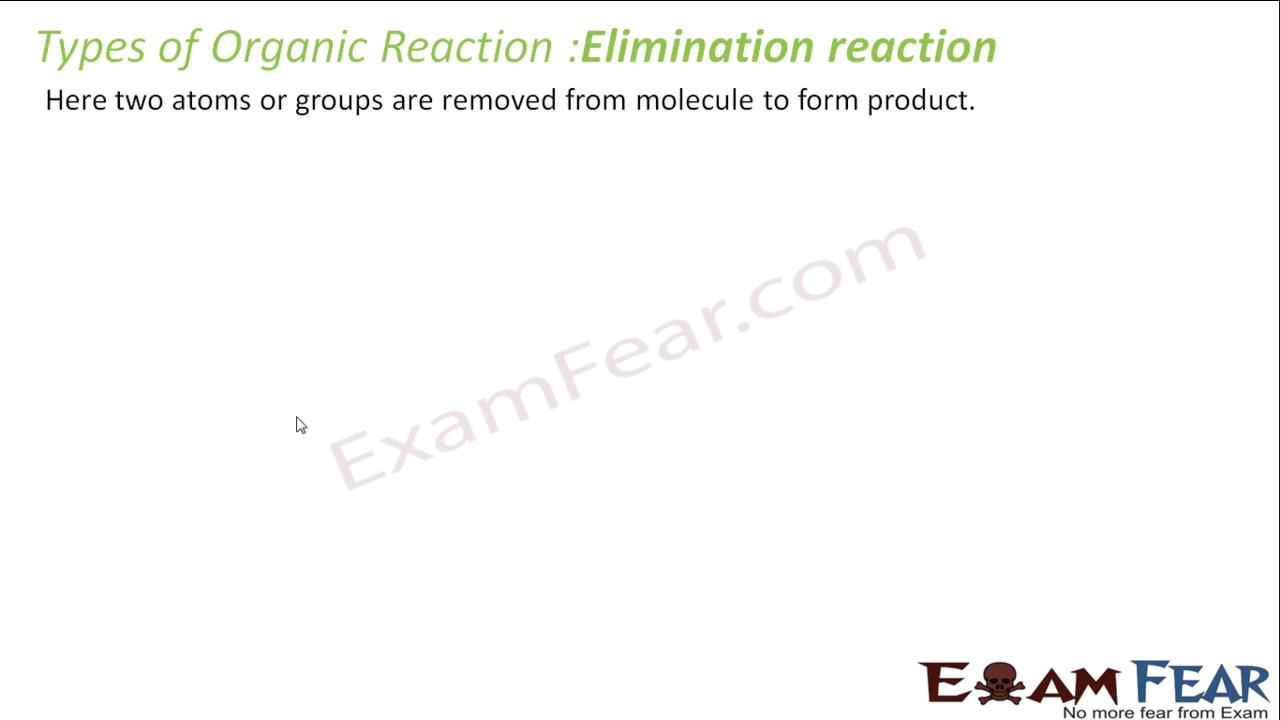 Types of Organic Reaction :Elimination reaction
Here two atoms or groups are removed from molecule to form product.
ExamFear.com
EXAM FEAR
No more fear from Exam